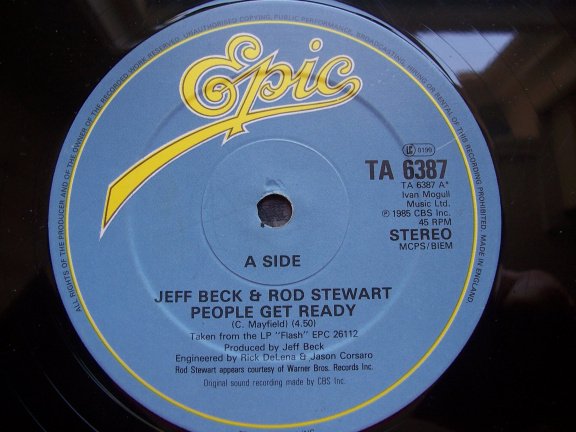 ALL RIGHTS OF THE PRODUCER AND OF THE OWNER OF THE RECORDED WORK RESERVED. UNAUTHORISED COPYING, PUBLIC PERFORMANCE, BROADCASTING, HIRING OR RENTAL OF THIS RECORDING PROHIBITED. MADE IN ENGLAND.
Epic
LC 0199
TA 6387
TA 6387 A*
Ivan Mogull
Music Ltd.
℗ 1985 CBS Inc.
45 RPM
STEREO
MCPS/BIEM
A SIDE
JEFF BECK & ROD STEWART
PEOPLE GET READY
(C. Mayfield) (4.50)
Taken from the LP "Flash" EPC 26112
Produced by Jeff Beck
Engineered by Rick DeLena & Jason Corsaro
Rod Stewart appears courtesy of Warner Bros. Records Inc.
Original sound recording made by CBS Inc.